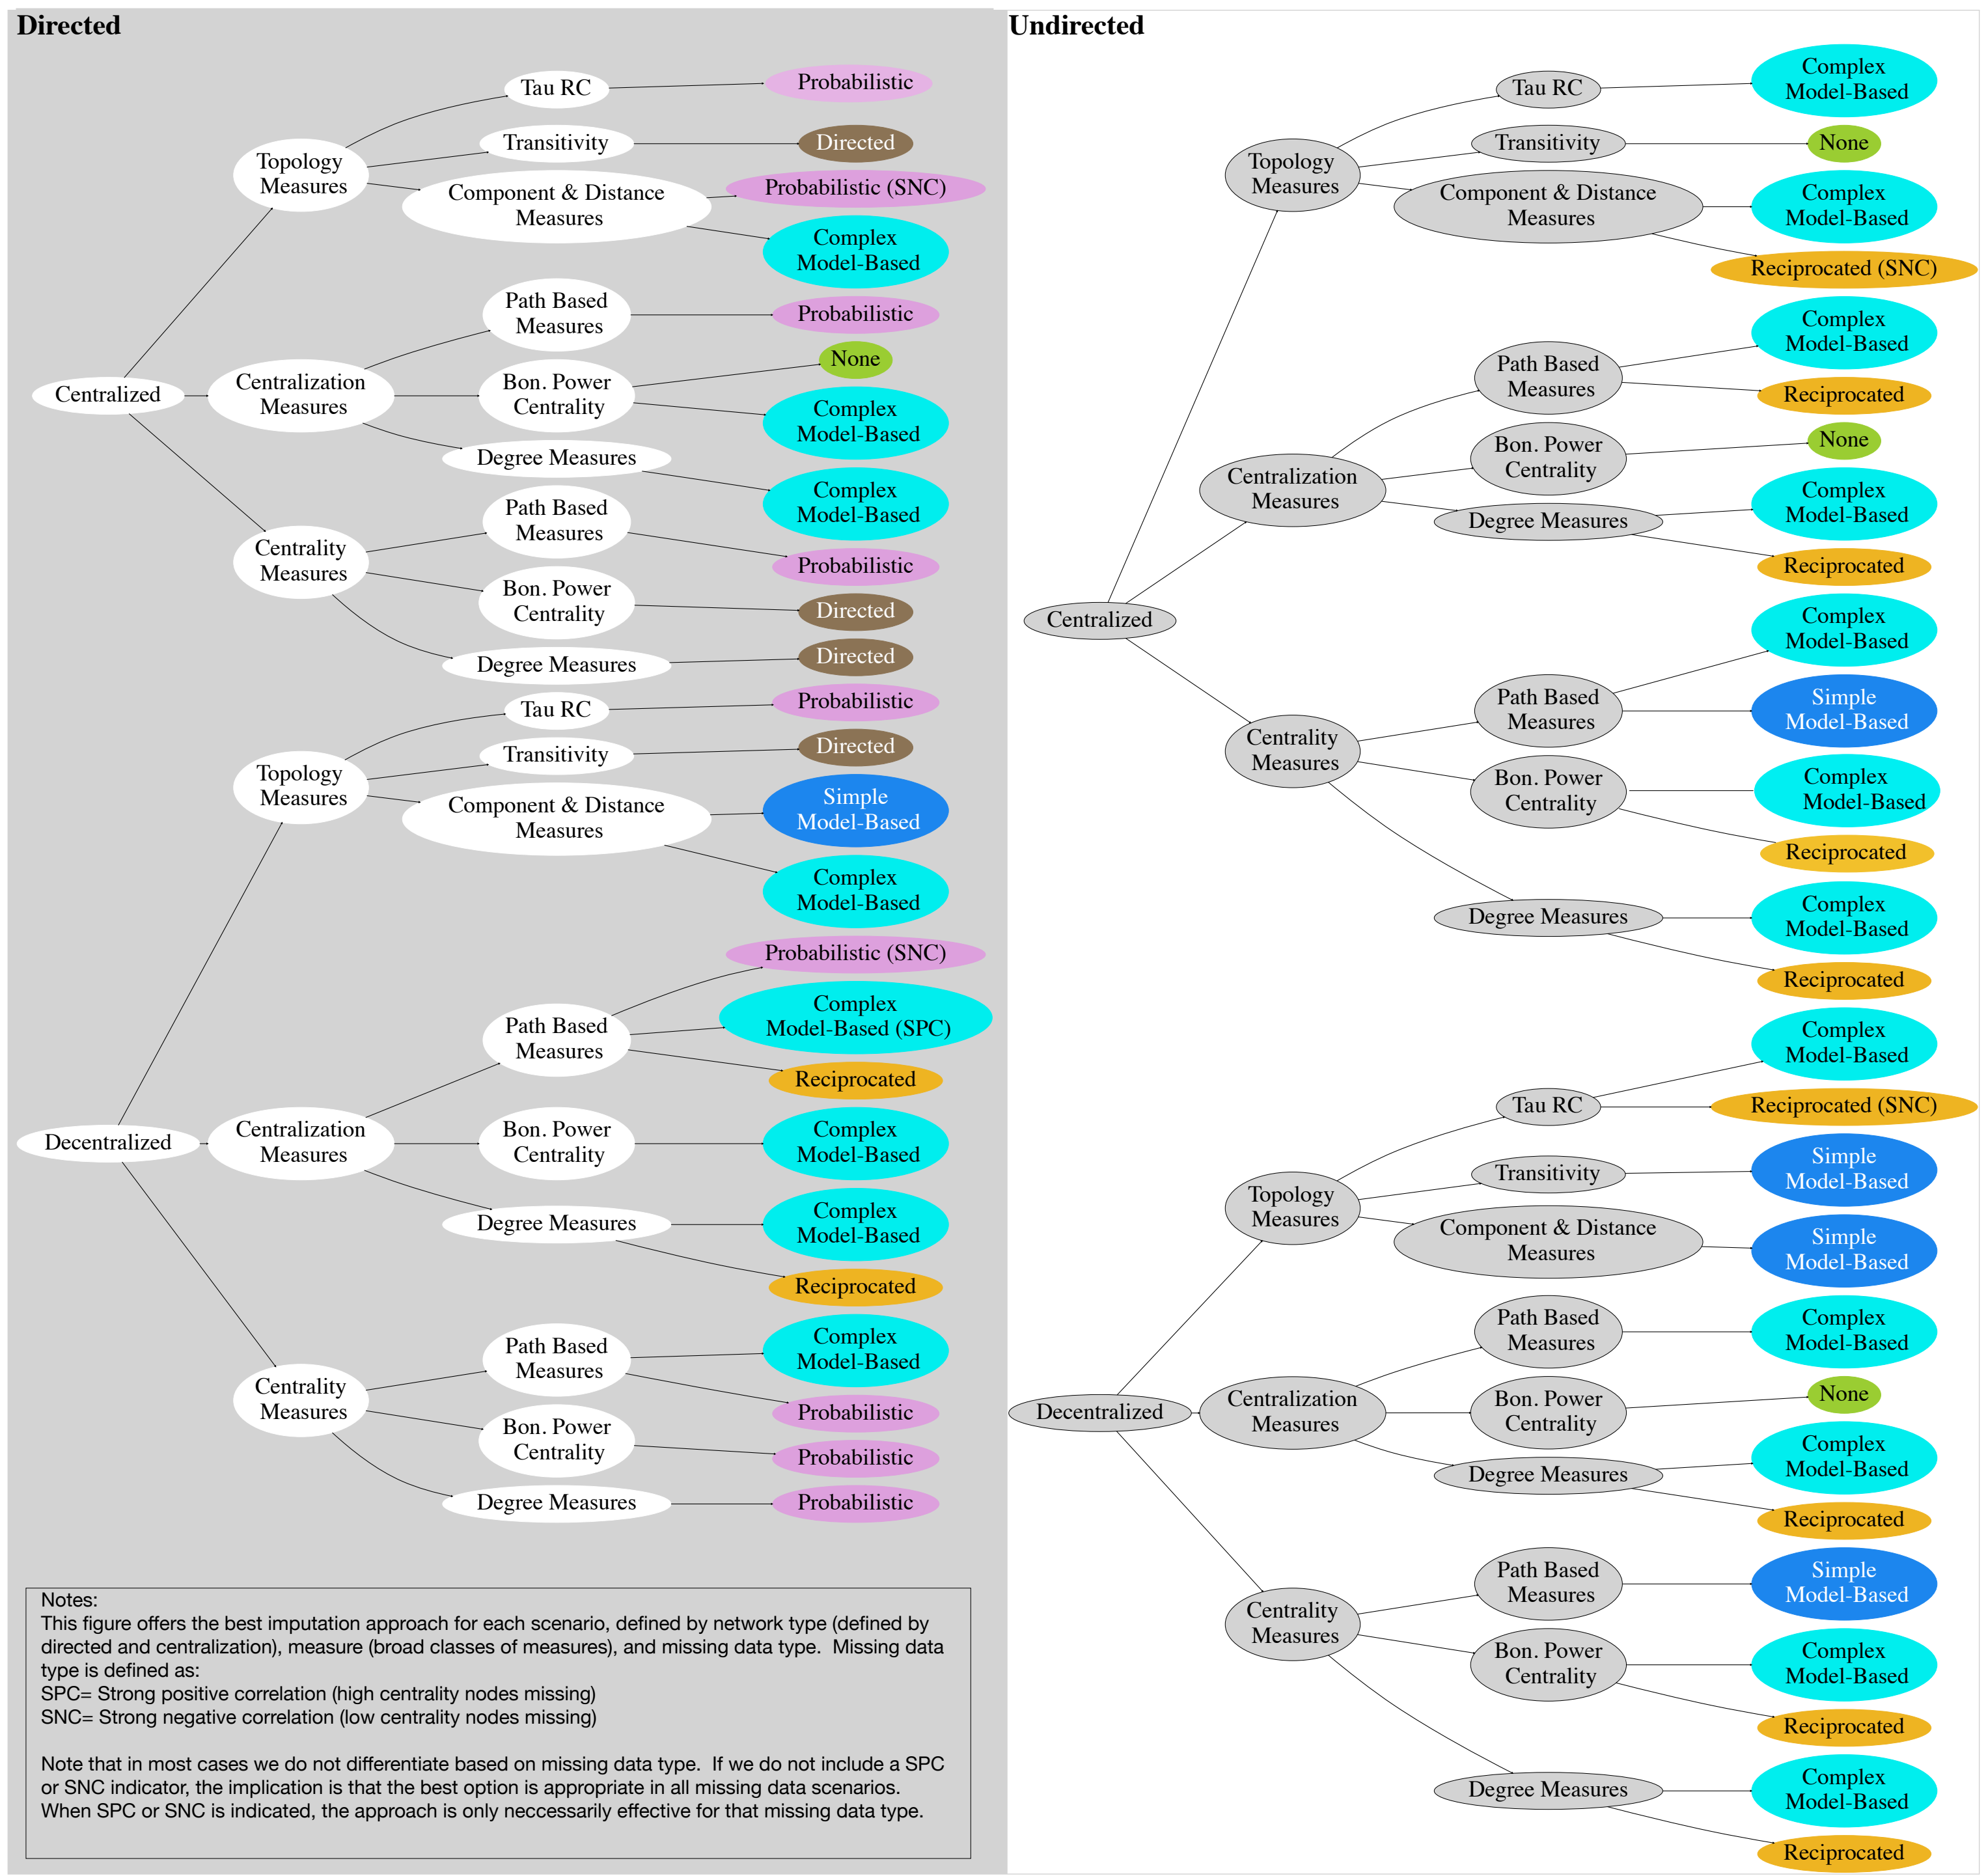 Directed
Tau RC
Probabilistic
Transitivity
Directed
Topology
Measures
Component & Distance
Measures
Probabilistic (SNC)
Complex
Model-Based
Path Based
Measures
Probabilistic
None
Centralized
Centralization
Measures
Bon. Power
Centrality
Complex
Model-Based
Degree Measures
Complex
Model-Based
Path Based
Measures
Centrality
Measures
Probabilistic
Bon. Power
Centrality
Directed
Degree Measures
Directed
Tau RC
Probabilistic
Transitivity
Directed
Topology
Measures
Component & Distance
Measures
Simple
Model-Based
Complex
Model-Based
Probabilistic (SNC)
Path Based
Measures
Complex
Model-Based (SPC)
Reciprocated
Decentralized
Centralization
Measures
Bon. Power
Centrality
Complex
Model-Based
Degree Measures
Complex
Model-Based
Reciprocated
Path Based
Measures
Complex
Model-Based
Centrality
Measures
Probabilistic
Bon. Power
Centrality
Probabilistic
Degree Measures
Probabilistic
Notes:
This figure offers the best imputation approach for each scenario, defined by network type (defined by
directed and centralization), measure (broad classes of measures), and missing data type.  Missing data
type is defined as:
SPC= Strong positive correlation (high centrality nodes missing)
SNC= Strong negative correlation (low centrality nodes missing)
Note that in most cases we do not differentiate based on missing data type.  If we do not include a SPC
or SNC indicator, the implication is that the best option is appropriate in all missing data scenarios.
When SPC or SNC is indicated, the approach is only neccessarily effective for that missing data type.
Undirected
Tau RC
Complex
Model-Based
Transitivity
None
Topology
Measures
Component & Distance
Measures
Complex
Model-Based
Reciprocated (SNC)
Path Based
Measures
Complex
Model-Based
Reciprocated
Bon. Power
Centrality
None
Centralization
Measures
Degree Measures
Complex
Model-Based
Reciprocated
Centralized
Complex
Model-Based
Path Based
Measures
Simple
Model-Based
Centrality
Measures
Bon. Power
Centrality
Complex
Model-Based
Reciprocated
Degree Measures
Complex
Model-Based
Reciprocated
Complex
Model-Based
Tau RC
Reciprocated (SNC)
Transitivity
Simple
Model-Based
Topology
Measures
Component & Distance
Measures
Simple
Model-Based
Path Based
Measures
Complex
Model-Based
Decentralized
Centralization
Measures
Bon. Power
Centrality
None
Degree Measures
Complex
Model-Based
Reciprocated
Path Based
Measures
Simple
Model-Based
Centrality
Measures
Bon. Power
Centrality
Complex
Model-Based
Reciprocated
Degree Measures
Complex
Model-Based
Reciprocated